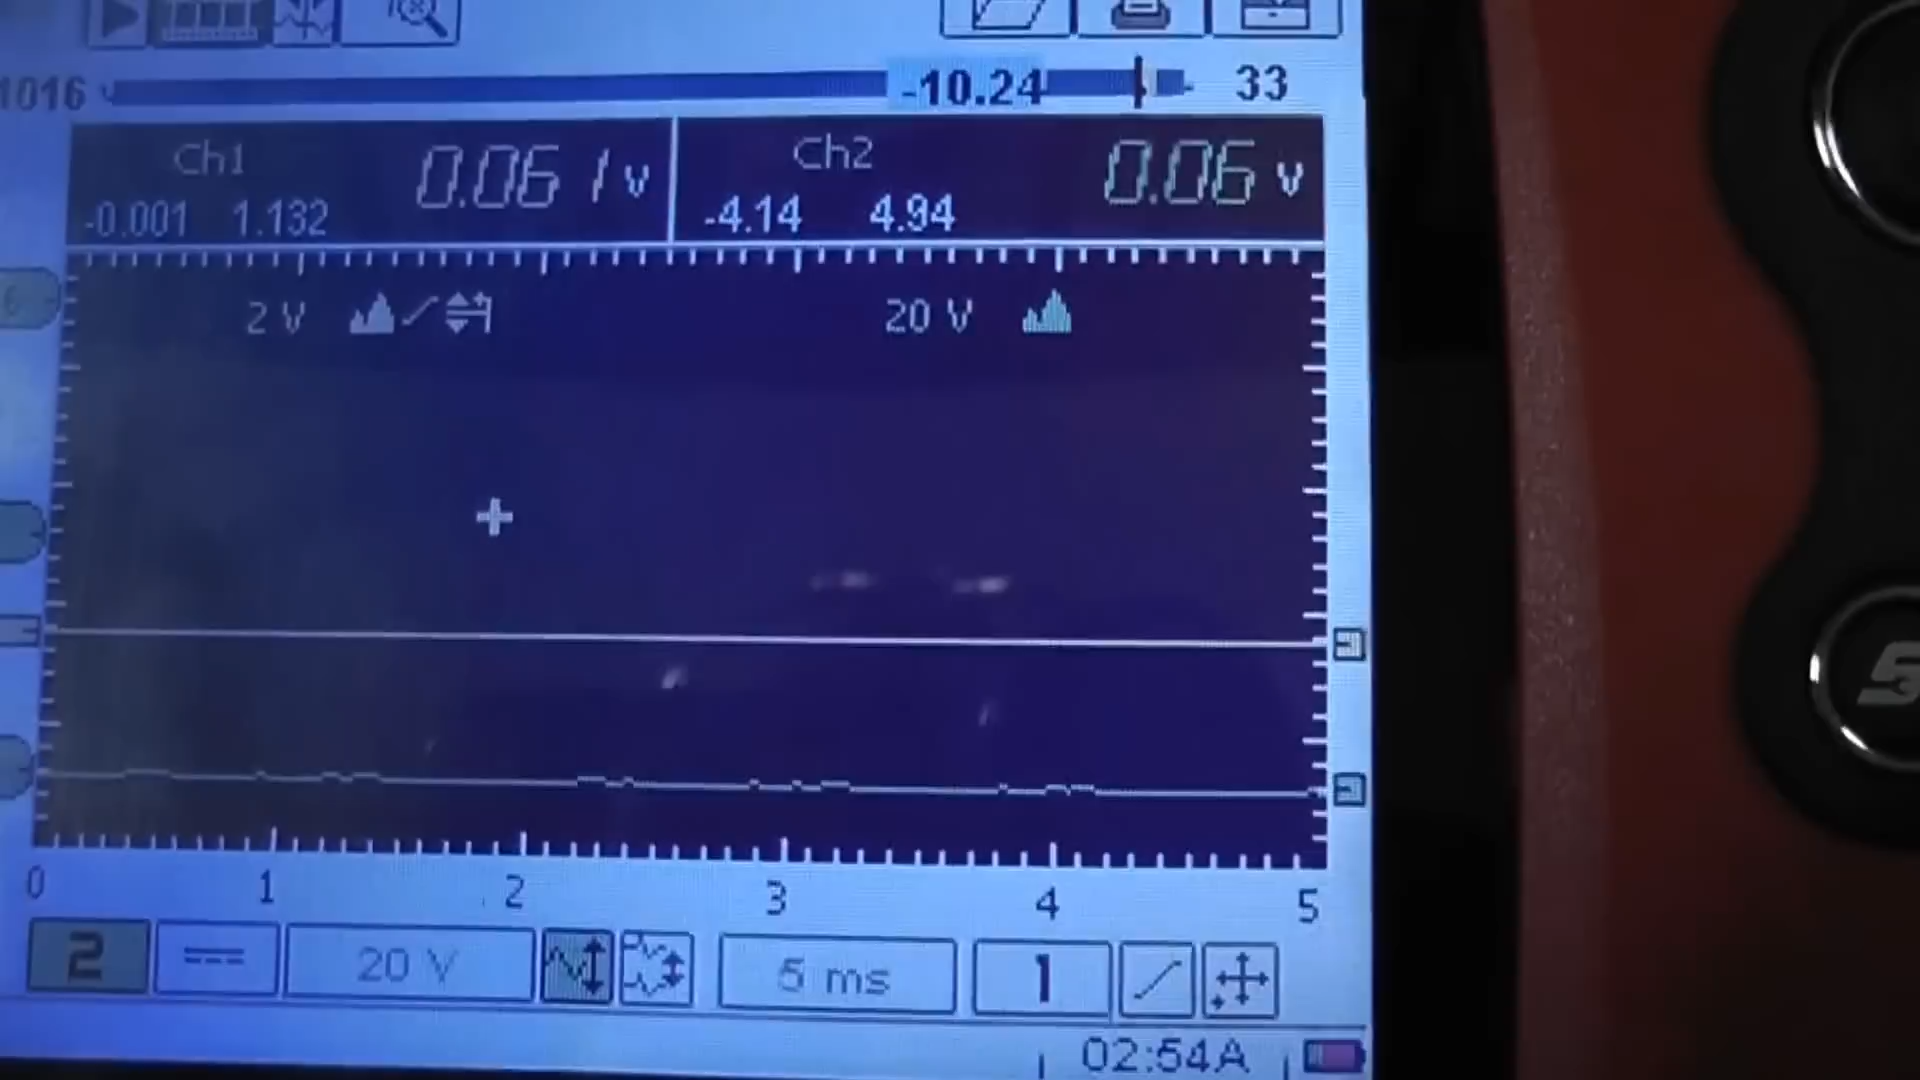 1016 -10.24 33
Ch1 0.061 v Ch2 0.06 v
-0.001 1.132 -4.14 4.94
2 V 20 V
0 1 2 3 4 5
2 20 V 5 ms 1
02:54A